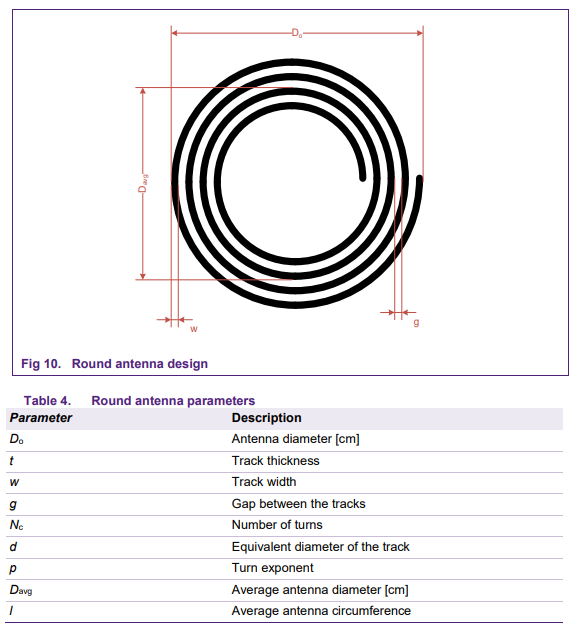 Do
Davg
w
g
Fig 10. Round antenna design
Table 4. Round antenna parameters
Parameter Description
Do Antenna diameter [cm]
t Track thickness
w Track width
g Gap between the tracks
Nc Number of turns
d Equivalent diameter of the track
p Turn exponent
Davg Average antenna diameter [cm]
l Average antenna circumference